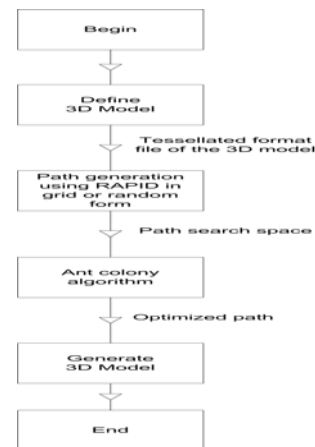 Begin
Define
3D Model
Tessellated format
file of the 3D model
Path generation
using RAPID in
grid or random
form
Path search space
Ant colony
algorithm
Optimized path
Generate
3D Model
End